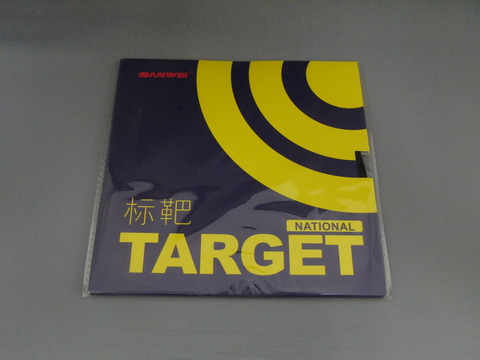 SANWEI
标靶
NATIONAL
TARGET